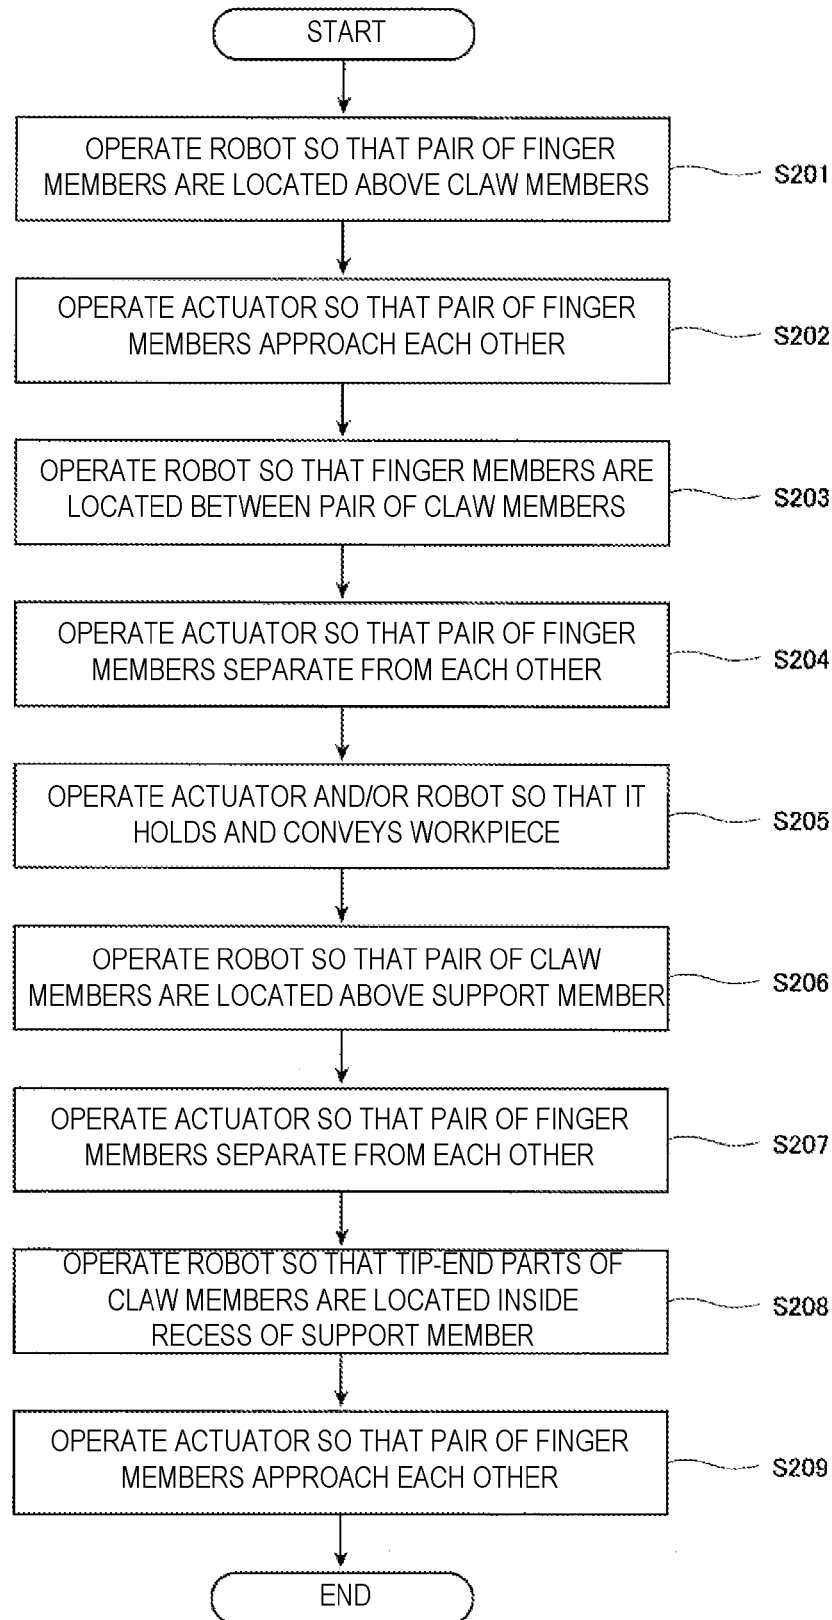 START
OPERATE ROBOT SO THAT PAIR OF FINGER
MEMBERS ARE LOCATED ABOVE CLAW MEMBERS
S201
OPERATE ACTUATOR SO THAT PAIR OF FINGER
MEMBERS APPROACH EACH OTHER
S202
OPERATE ROBOT SO THAT FINGER MEMBERS ARE
LOCATED BETWEEN PAIR OF CLAW MEMBERS
S203
OPERATE ACTUATOR SO THAT PAIR OF FINGER
MEMBERS SEPARATE FROM EACH OTHER
S204
OPERATE ACTUATOR AND/OR ROBOT SO THAT IT
HOLDS AND CONVEYS WORKPIECE
S205
OPERATE ROBOT SO THAT PAIR OF CLAW
MEMBERS ARE LOCATED ABOVE SUPPORT MEMBER
S206
OPERATE ACTUATOR SO THAT PAIR OF FINGER
MEMBERS SEPARATE FROM EACH OTHER
S207
OPERATE ROBOT SO THAT TIP-END PARTS OF
CLAW MEMBERS ARE LOCATED INSIDE
RECESS OF SUPPORT MEMBER
S208
OPERATE ACTUATOR SO THAT PAIR OF FINGER
MEMBERS APPROACH EACH OTHER
S209
END